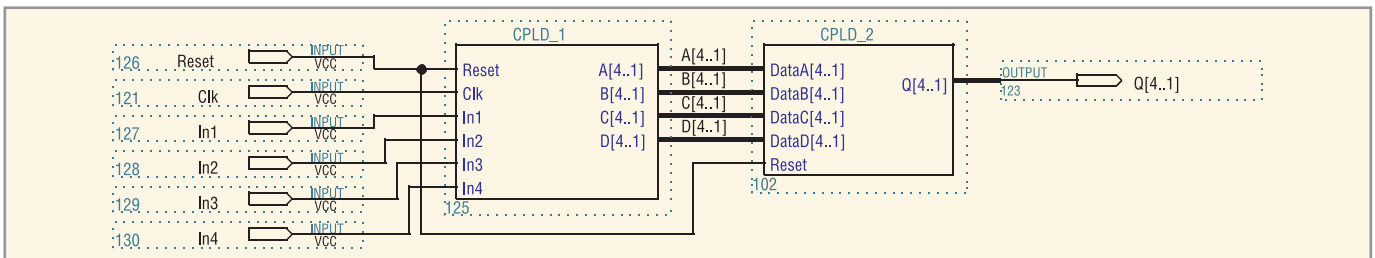 126 Reset INPUT VCC
121 Clk INPUT VCC
127 In1 INPUT VCC
128 In2 INPUT VCC
129 In3 INPUT VCC
130 In4 INPUT VCC
CPLD_1
Reset
Clk
In1
In2
In3
In4
A[4..1]
B[4..1]
C[4..1]
D[4..1]
125
A[4..1]
B[4..1]
C[4..1]
D[4..1]
CPLD_2
DataA[4..1]
DataB[4..1]
DataC[4..1]
DataD[4..1]
Reset
Q[4..1]
102
OUTPUT
123
Q[4..1]